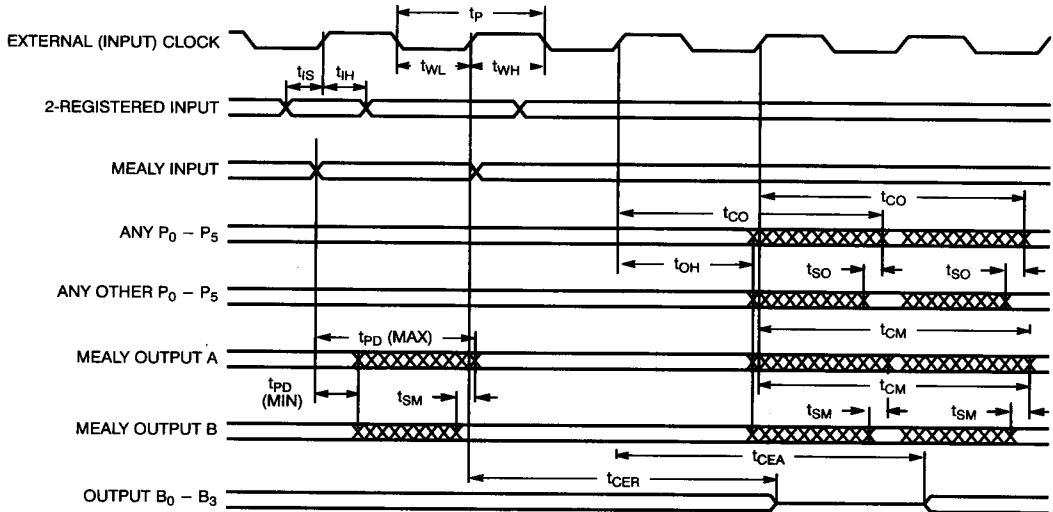 tP
EXTERNAL (INPUT) CLOCK
tIS
tIH
tWL
tWH
2-REGISTERED INPUT
MEALY INPUT
tCO
tCO
ANY P0 – P5
tOH
tSO
tSO
ANY OTHER P0 – P5
tPD (MAX)
tCM
MEALY OUTPUT A
tCM
tPD
(MIN)
tSM
tSM
tSM
MEALY OUTPUT B
tCEA
tCER
OUTPUT B0 – B3